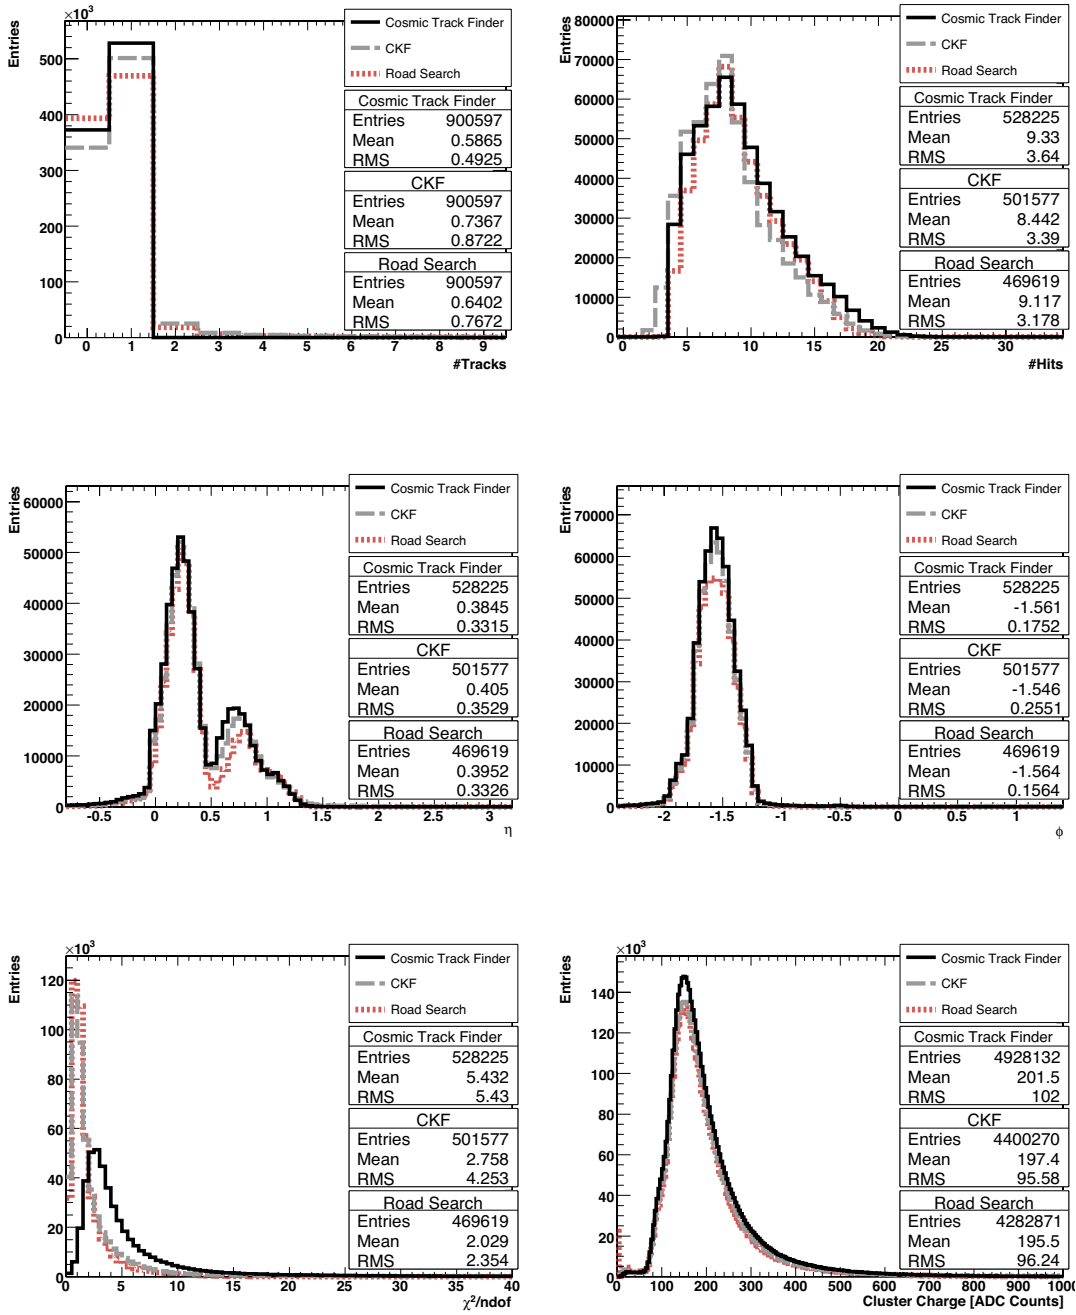 ×10³
Entries
500
400
300
200
100
0
0 1 2 3 4 5 6 7 8 9
#Tracks
Cosmic Track Finder
CKF
Road Search
Cosmic Track Finder
Entries 900597
Mean 0.5865
RMS 0.4925
CKF
Entries 900597
Mean 0.7367
RMS 0.8722
Road Search
Entries 900597
Mean 0.6402
RMS 0.7672
Entries
80000
70000
60000
50000
40000
30000
20000
10000
0
0 5 10 15 20 25 30
#Hits
Cosmic Track Finder
CKF
Road Search
Cosmic Track Finder
Entries 528225
Mean 9.33
RMS 3.64
CKF
Entries 501577
Mean 8.442
RMS 3.39
Road Search
Entries 469619
Mean 9.117
RMS 3.178
Entries
60000
50000
40000
30000
20000
10000
0
-0.5 0 0.5 1 1.5 2 2.5 3
η
Cosmic Track Finder
CKF
Road Search
Cosmic Track Finder
Entries 528225
Mean 0.3845
RMS 0.3315
CKF
Entries 501577
Mean 0.405
RMS 0.3529
Road Search
Entries 469619
Mean 0.3952
RMS 0.3326
Entries
70000
60000
50000
40000
30000
20000
10000
0
-2 -1.5 -1 -0.5 0 0.5 1
ϕ
Cosmic Track Finder
CKF
Road Search
Cosmic Track Finder
Entries 528225
Mean -1.561
RMS 0.1752
CKF
Entries 501577
Mean -1.546
RMS 0.2551
Road Search
Entries 469619
Mean -1.564
RMS 0.1564
×10³
Entries
120
100
80
60
40
20
0
0 5 10 15 20 25 30 35 40
χ²/ndof
Cosmic Track Finder
CKF
Road Search
Cosmic Track Finder
Entries 528225
Mean 5.432
RMS 5.43
CKF
Entries 501577
Mean 2.758
RMS 4.253
Road Search
Entries 469619
Mean 2.029
RMS 2.354
×10³
Entries
140
120
100
80
60
40
20
0
0 100 200 300 400 500 600 700 800 900 1000
Cluster Charge [ADC Counts]
Cosmic Track Finder
CKF
Road Search
Cosmic Track Finder
Entries 4928132
Mean 201.5
RMS 102
CKF
Entries 4400270
Mean 197.4
RMS 95.58
Road Search
Entries 4282871
Mean 195.5
RMS 96.24